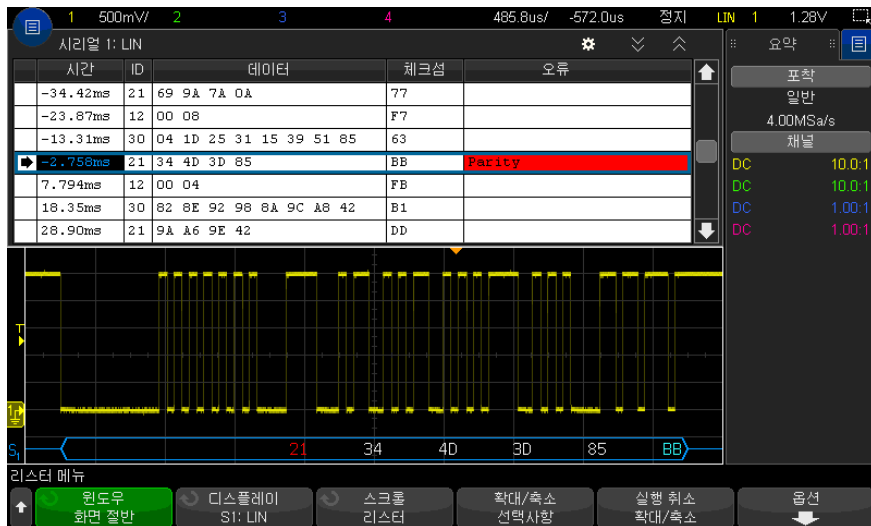 1 500mV/ 2 3 4 485.8us/ -572.0us 정지 LIN 1 1.28V
시리얼 1: LIN
시간 ID 데이터 체크섬 오류
-34.42ms 21 69 9A 7A 0A 77
-23.87ms 12 00 08 F7
-13.31ms 30 04 1D 25 31 15 39 51 85 63
-2.758ms 21 34 4D 3D 85 BB Parity
7.794ms 12 00 04 FB
18.35ms 30 82 8E 92 98 8A 9C A8 42 B1
28.90ms 21 9A A6 9E 42 DD
요약
포착
일반
4.00MSa/s
채널
DC 10.0:1
DC 10.0:1
DC 1.00:1
DC 1.00:1
T
1
S1 21 34 4D 3D 85 BB
리스터 메뉴
윈도우
화면 절반
디스플레이
S1: LIN
스크롤
리스터
확대/축소
선택사항
실행 취소
확대/축소
옵션